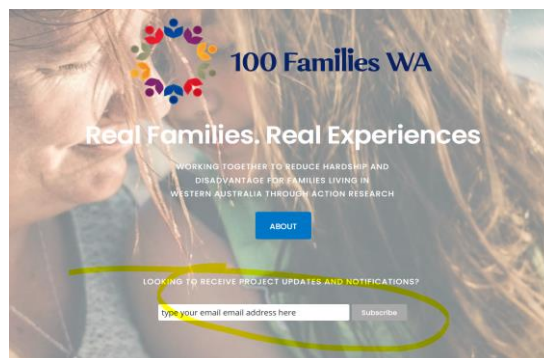 100 Families WA
Real Families. Real Experiences
WORKING TOGETHER TO REDUCE HARDSHIP AND
DISADVANTAGE FOR FAMILIES LIVING IN
WESTERN AUSTRALIA THROUGH ACTION RESEARCH
ABOUT
LOOKING TO RECEIVE PROJECT UPDATES AND NOTIFICATIONS?
type your email email address here Subscribe